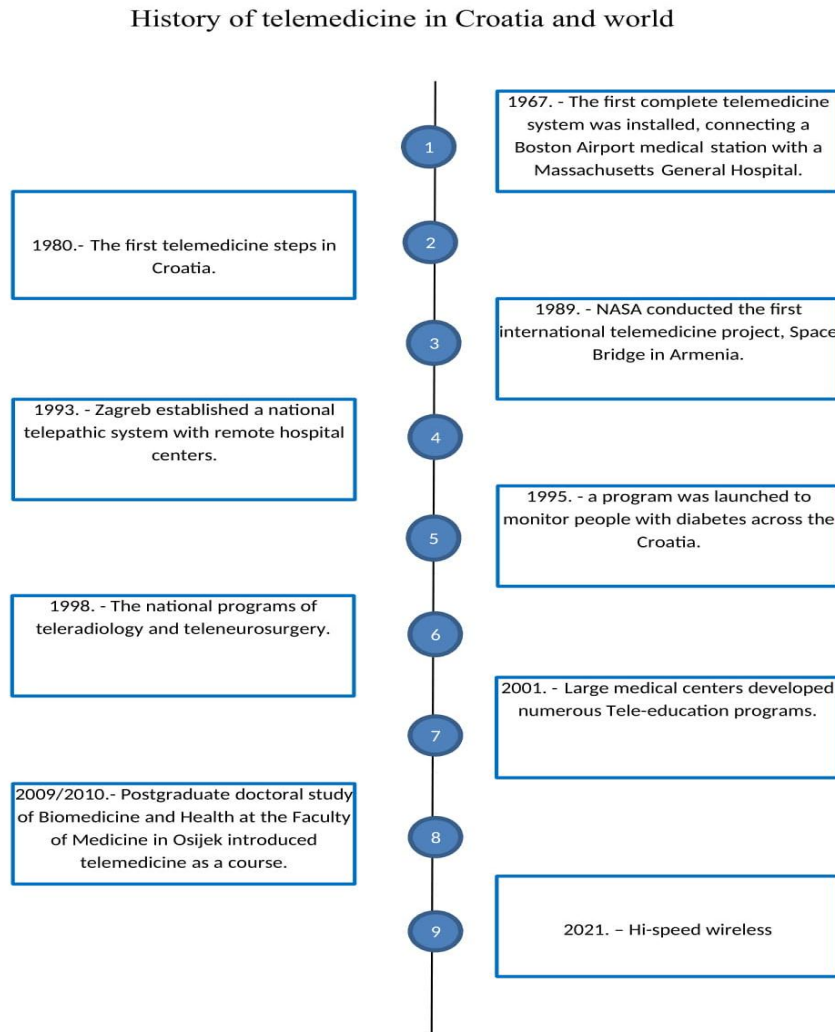 History of telemedicine in Croatia and world
1967. - The first complete telemedicine
system was installed, connecting a
Boston Airport medical station with a
Massachusetts General Hospital.
1
1980.- The first telemedicine steps in
Croatia.
2
1989. - NASA conducted the first
international telemedicine project, Space
Bridge in Armenia.
3
1993. - Zagreb established a national
telepathic system with remote hospital
centers.
4
1995. - a program was launched to
monitor people with diabetes across the
Croatia.
5
1998. - The national programs of
teleradiology and teleneurosurgery.
6
2001. - Large medical centers developed
numerous Tele-education programs.
7
2009/2010.- Postgraduate doctoral study
of Biomedicine and Health at the Faculty
of Medicine in Osijek introduced
telemedicine as a course.
8
2021. – Hi-speed wireless
9